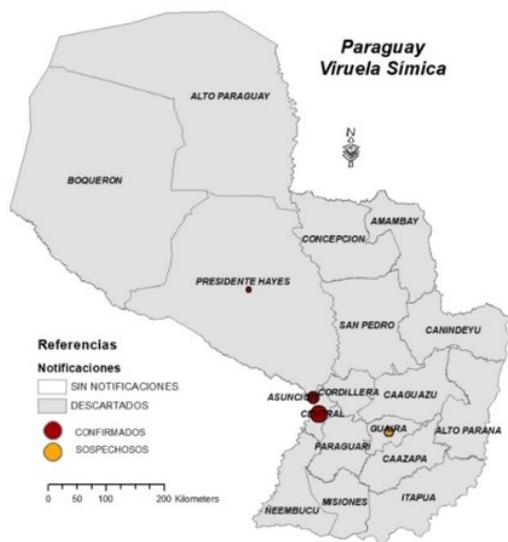 Paraguay
Viruela Símica
N
ALTO PARAGUAY
BOQUERON
AMAMBAY
CONCEPCION
PRESIDENTE HAYES
SAN PEDRO
CANINDEYU
Referencias
Notificaciones
SIN NOTIFICACIONES
DESCARTADOS
CONFIRMADOS
SOSPECHOSOS
0 50 100 200 Kilometers
ASUNCION
CORDILLERA
CAAGUAZU
CENTRAL
GUAIRA
ALTO PARANA
PARAGUARI
CAAZAPA
ÑEEMBUCU
MISIONES
ITAPUA